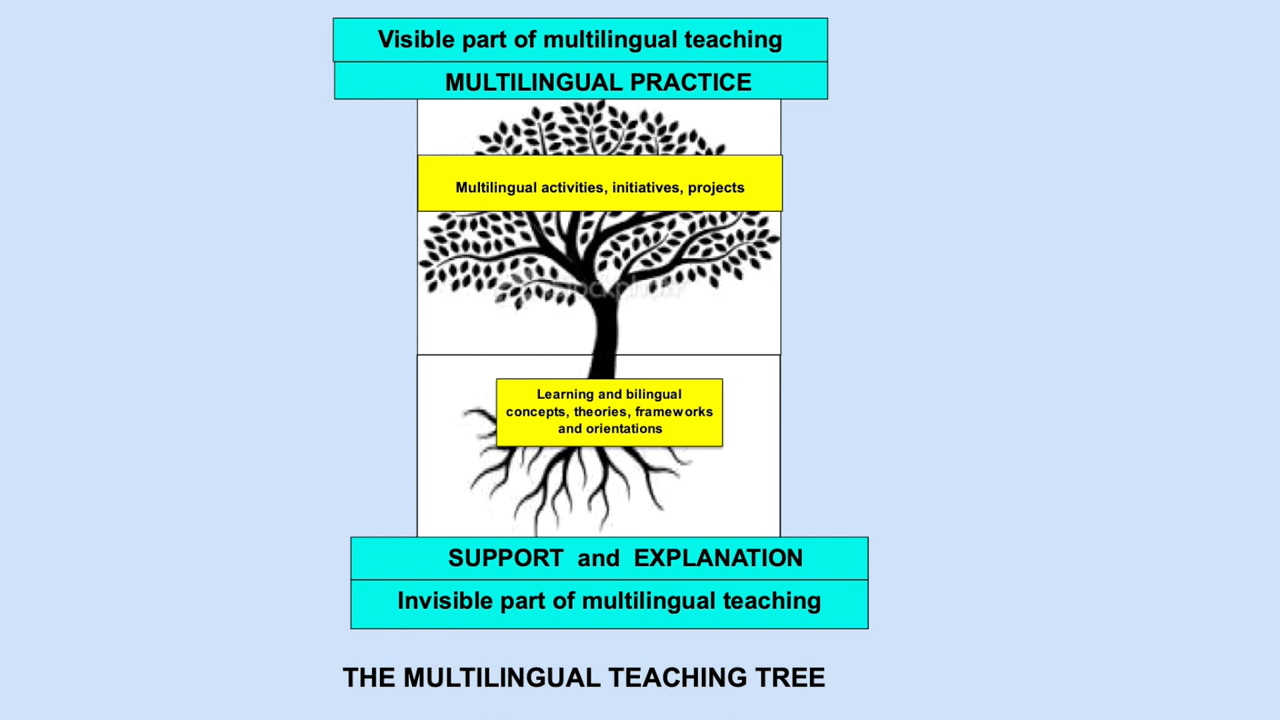 Visible part of multilingual teaching
MULTILINGUAL PRACTICE
Multilingual activities, initiatives, projects
Learning and bilingual
concepts, theories, frameworks
and orientations
SUPPORT and EXPLANATION
Invisible part of multilingual teaching
THE MULTILINGUAL TEACHING TREE